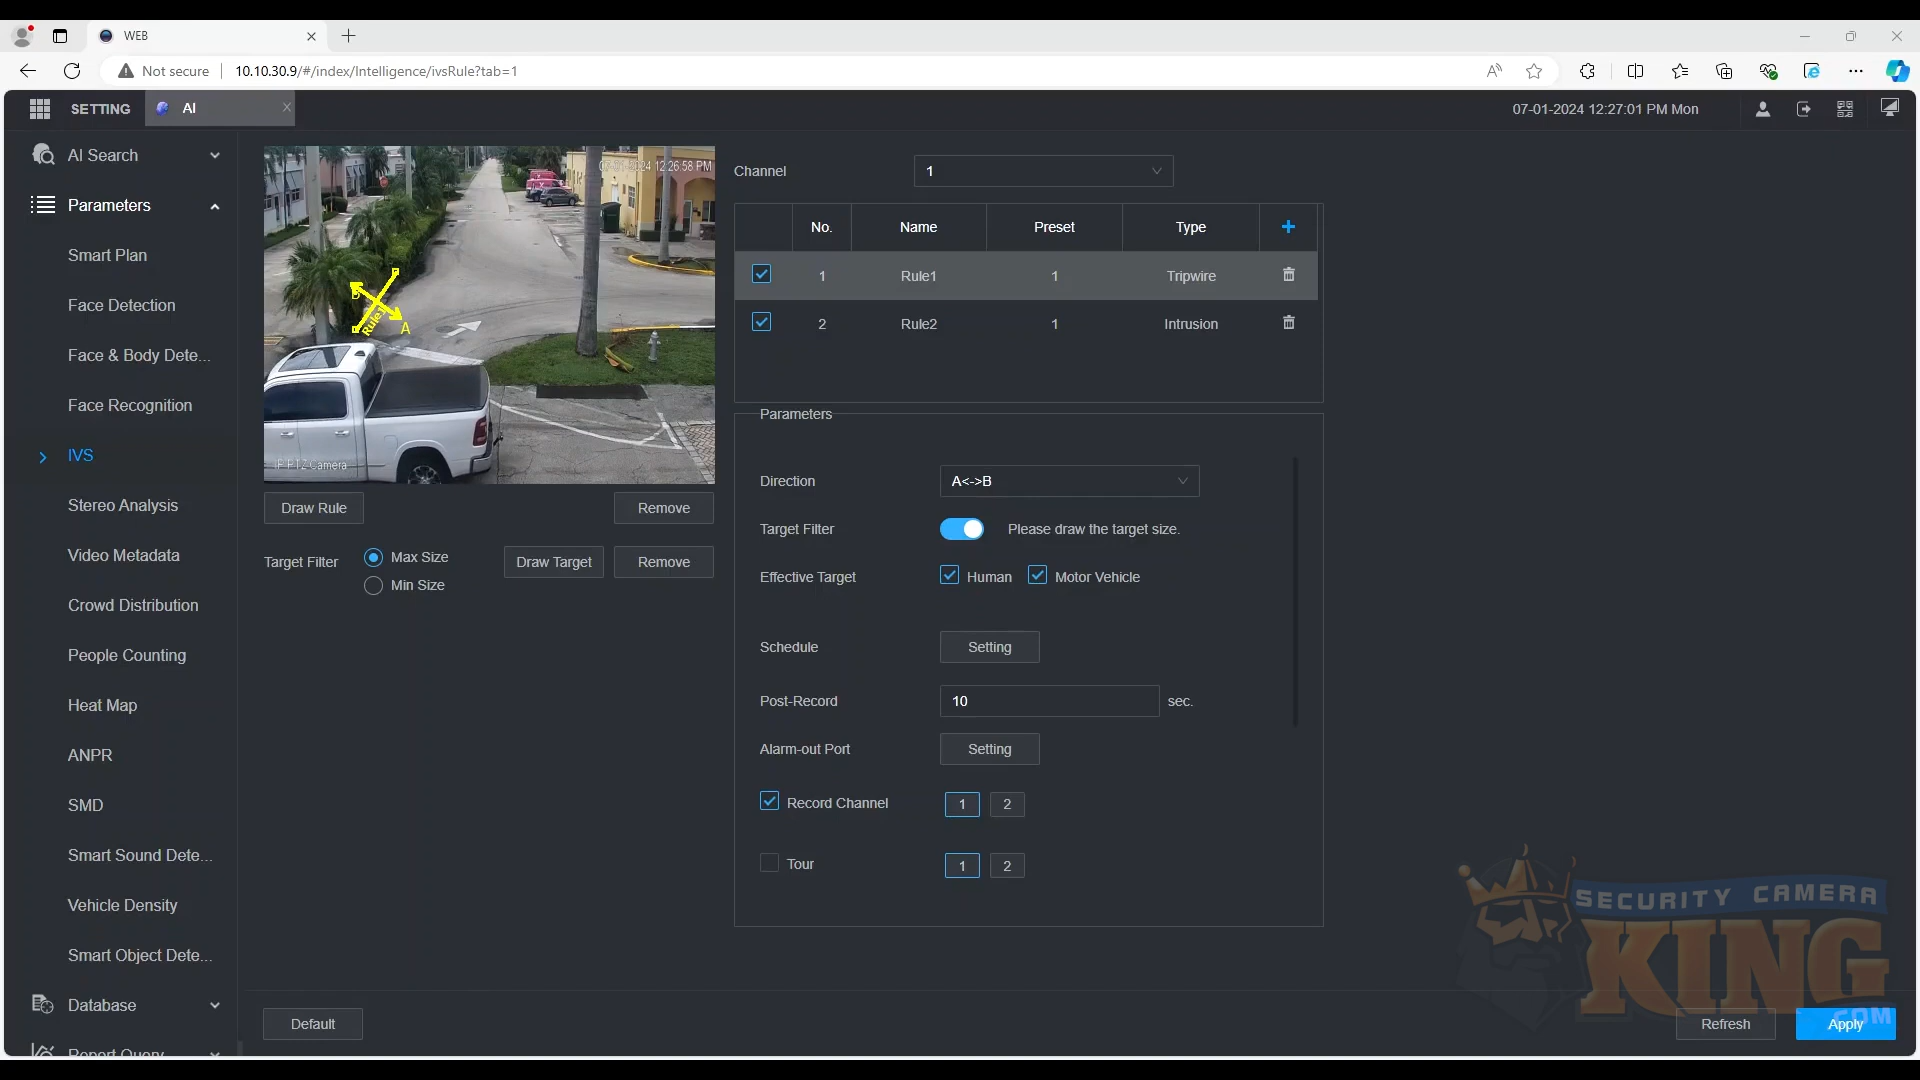 WEB
Not secure
10.10.30.9/#/index/Intelligence/ivsRule?tab=1
SETTING
AI
07-01-2024 12:27:01 PM Mon
AI Search
Parameters
Smart Plan
Face Detection
Face & Body Dete...
Face Recognition
IVS
Stereo Analysis
Video Metadata
Crowd Distribution
People Counting
Heat Map
ANPR
SMD
Smart Sound Dete...
Vehicle Density
Smart Object Dete...
Database
Report Query
2024 12:26:58 PM
B
A
Rule1
PTZ Camera
Draw Rule
Remove
Target Filter
Max Size
Min Size
Draw Target
Remove
Channel
1
No. Name Preset Type
1 Rule1 1 Tripwire
2 Rule2 1 Intrusion
Parameters
Direction
A<->B
Target Filter
Please draw the target size.
Effective Target
Human
Motor Vehicle
Schedule
Setting
Post-Record
10
sec.
Alarm-out Port
Setting
Record Channel
1 2
Tour
1 2
Default
Refresh
Apply
SECURITY CAMERA
KING
.COM